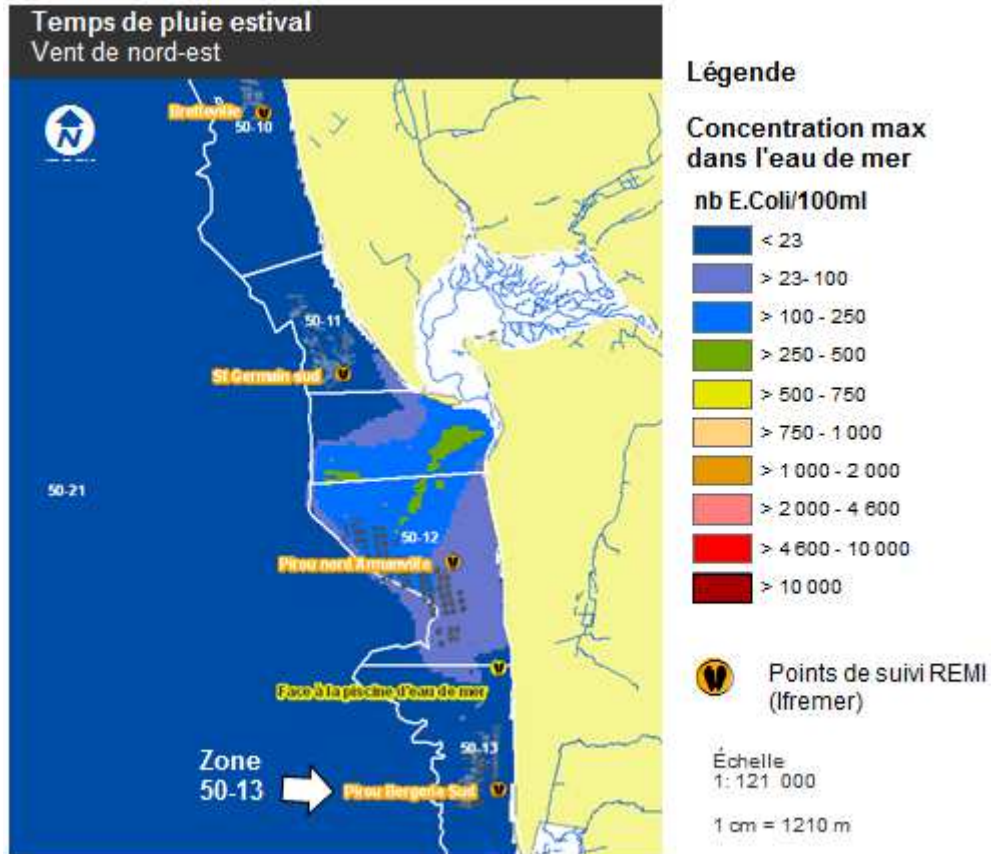 Temps de pluie estival
Vent de nord-est
N
Bretteville
50-10
50-11
St Germain sud
50-21
50-12
Pirou nord Armanville
Face à la piscine d'eau de mer
50-13
Zone
50-13
Pirou Bergerie Sud
Légende
Concentration max
dans l'eau de mer
nb E.Coli/100ml
< 23
> 23- 100
> 100 - 250
> 250 - 500
> 500 - 750
> 750 - 1 000
> 1 000 - 2 000
> 2 000 - 4 600
> 4 600 - 10 000
> 10 000
Points de suivi REMI
(Ifremer)
Échelle
1: 121 000
1 cm = 1210 m